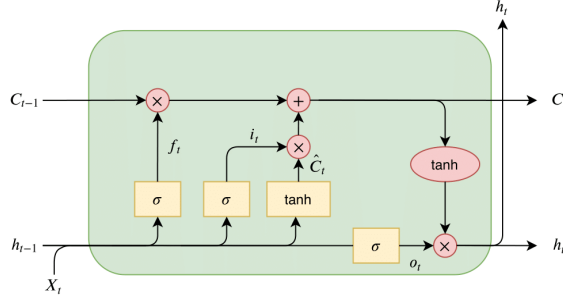 h_t
C_{t-1} × + C
i_t ×
f_t Ĉ_t tanh
σ σ tanh
h_{t-1} σ × h_t
o_t
X_t